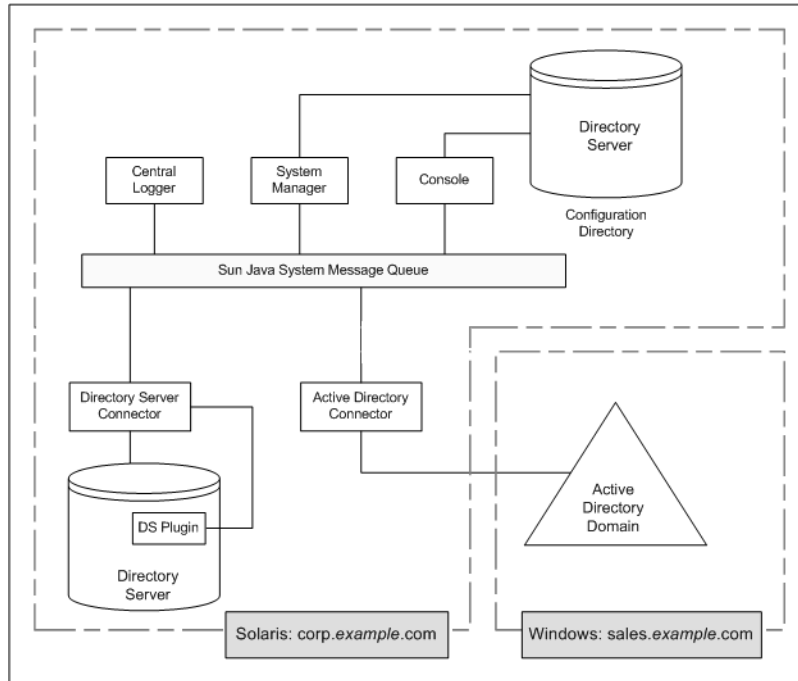 Directory
Server
Configuration
Directory
Central
Logger
System
Manager
Console
Sun Java System Message Queue
Directory Server
Connector
Active Directory
Connector
DS Plugin
Directory
Server
Active
Directory
Domain
Solaris: corp.example.com
Windows: sales.example.com